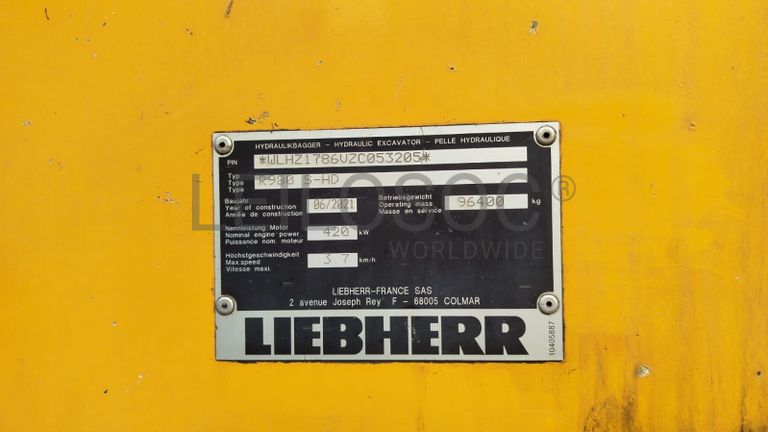 HYDRAULIKBAGGER - HYDRAULIC EXCAVATOR - PELLE HYDRAULIQUE
PIN *WLHZ1786VZC053205*
Typ
Type R980 S-HD
Type
Baujahr
Year of construction 06/2021
Année de construction
Betriebsgewicht
Operating mass 96400 kg
Masse en service
Nennleistung Motor
Nominal engine power 420 kW
Puissance nom. moteur
Höchstgeschwindigkeit
Max.speed 3.7 km/h
Vitesse maxi.
LIEBHERR-FRANCE SAS
2 avenue Joseph Rey F - 68005 COLMAR
LIEBHERR
10405887
LEILOSOC®
WORLDWIDE